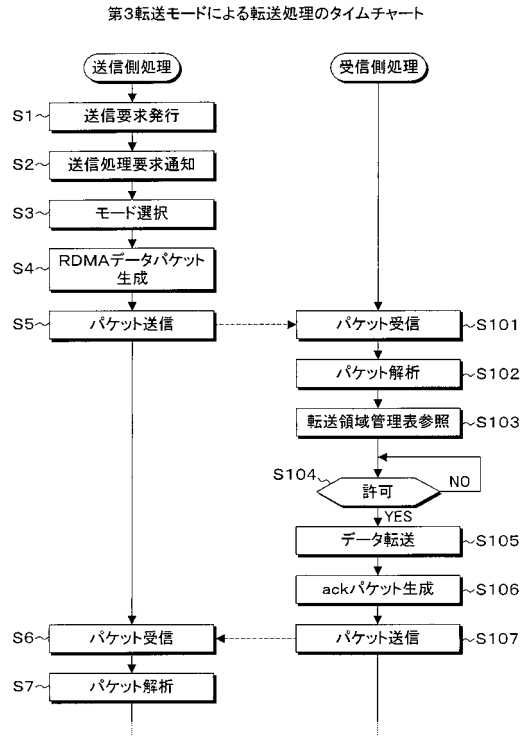 第3転送モードによる転送処理のタイムチャート
送信側処理
受信側処理
S1 送信要求発行
S2 送信処理要求通知
S3 モード選択
S4 RDMAデータパケット
生成
S5 パケット送信
パケット受信 S101
パケット解析 S102
転送領域管理表参照 S103
S104 許可 NO
YES
データ転送 S105
ackパケット生成 S106
S6 パケット受信
パケット送信 S107
S7 パケット解析